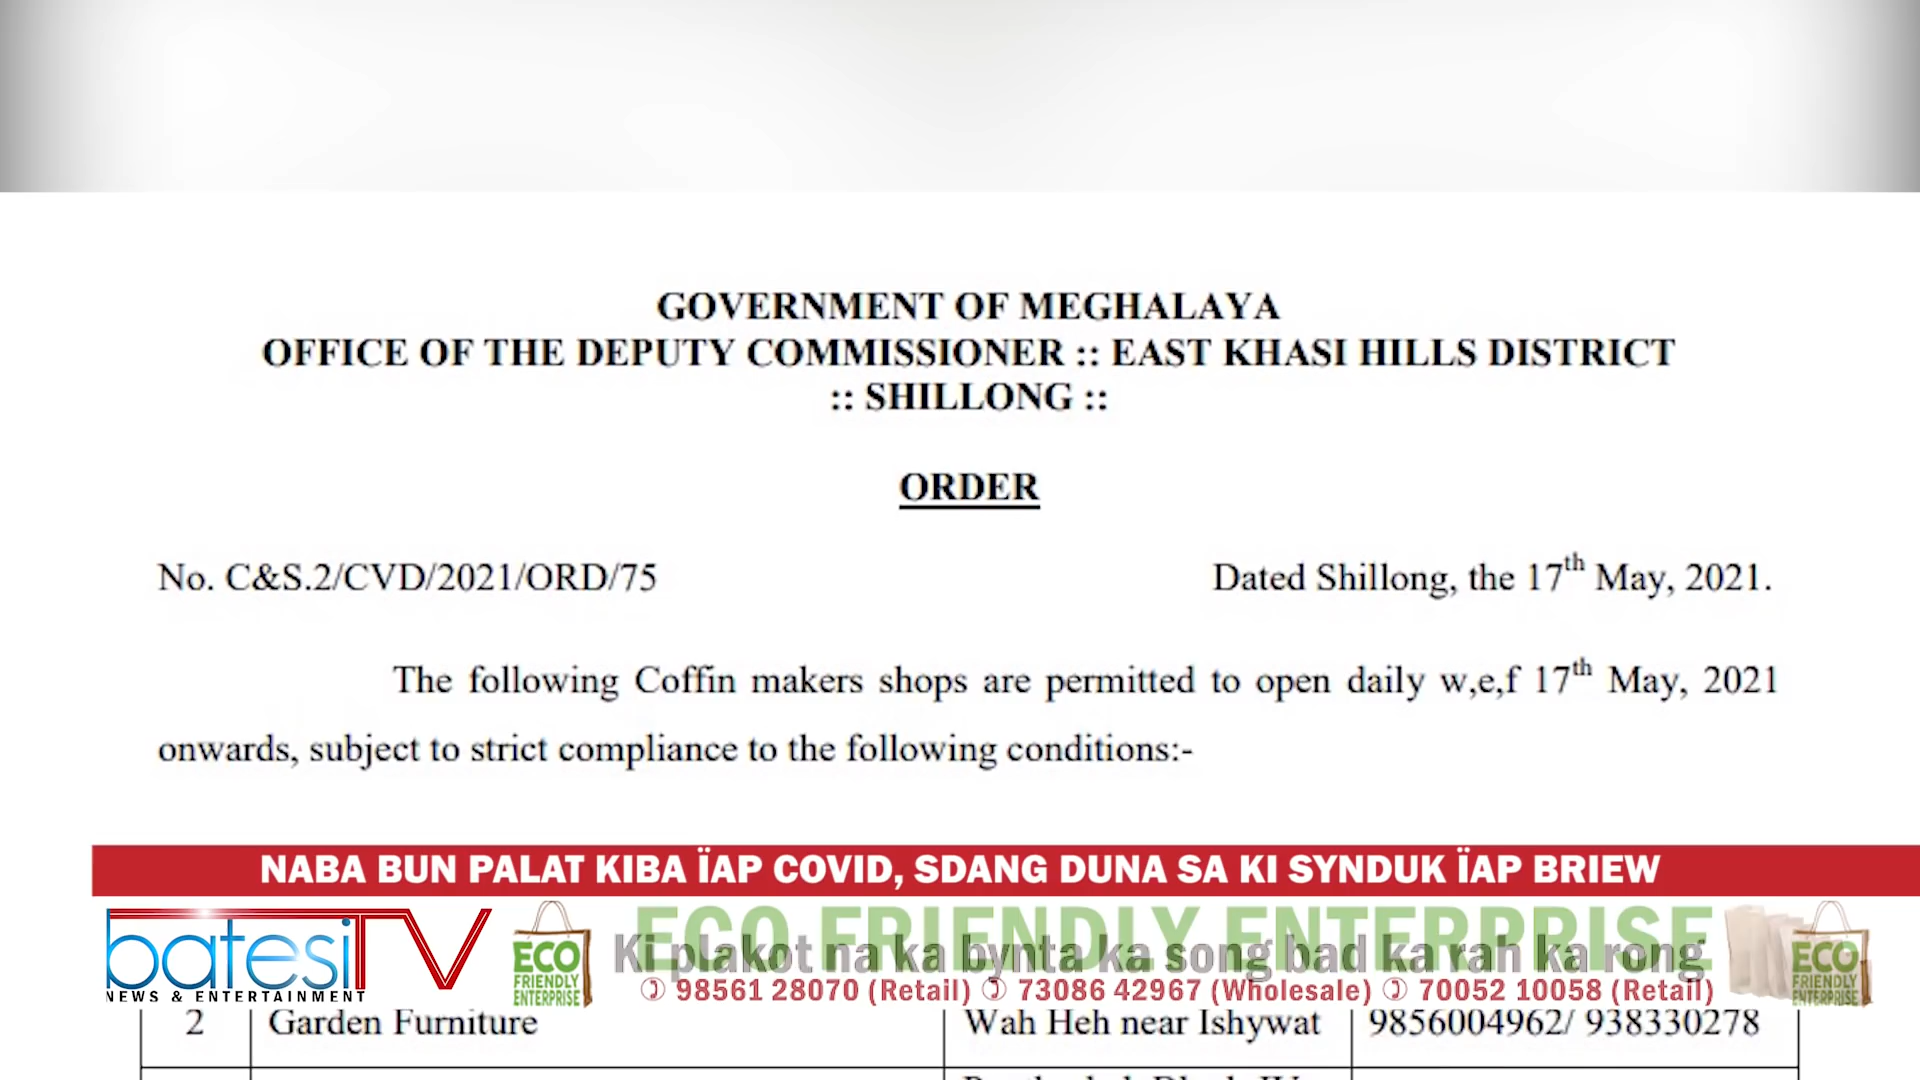 GOVERNMENT OF MEGHALAYA
OFFICE OF THE DEPUTY COMMISSIONER :: EAST KHASI HILLS DISTRICT
:: SHILLONG ::
ORDER
No. C&S.2/CVD/2021/ORD/75 Dated Shillong, the 17th May, 2021.
The following Coffin makers shops are permitted to open daily w,e,f 17th May, 2021
onwards, subject to strict compliance to the following conditions:-
NABA BUN PALAT KIBA ÏAP COVID, SDANG DUNA SA KI SYNDUK ÏAP BRIEW
batesi TV
NEWS & ENTERTAINMENT
ECO
FRIENDLY
ENTERPRISE
ECO FRIENDLY ENTERPRISE
Ki plakot na ka bynta ka song bad ka rah ka rong
98561 28070 (Retail) 73086 42967 (Wholesale) 70052 10058 (Retail)
ECO
FRIENDLY
ENTERPRISE
2 Garden Furniture Wah Heh near Ishywat 9856004962/ 938330278